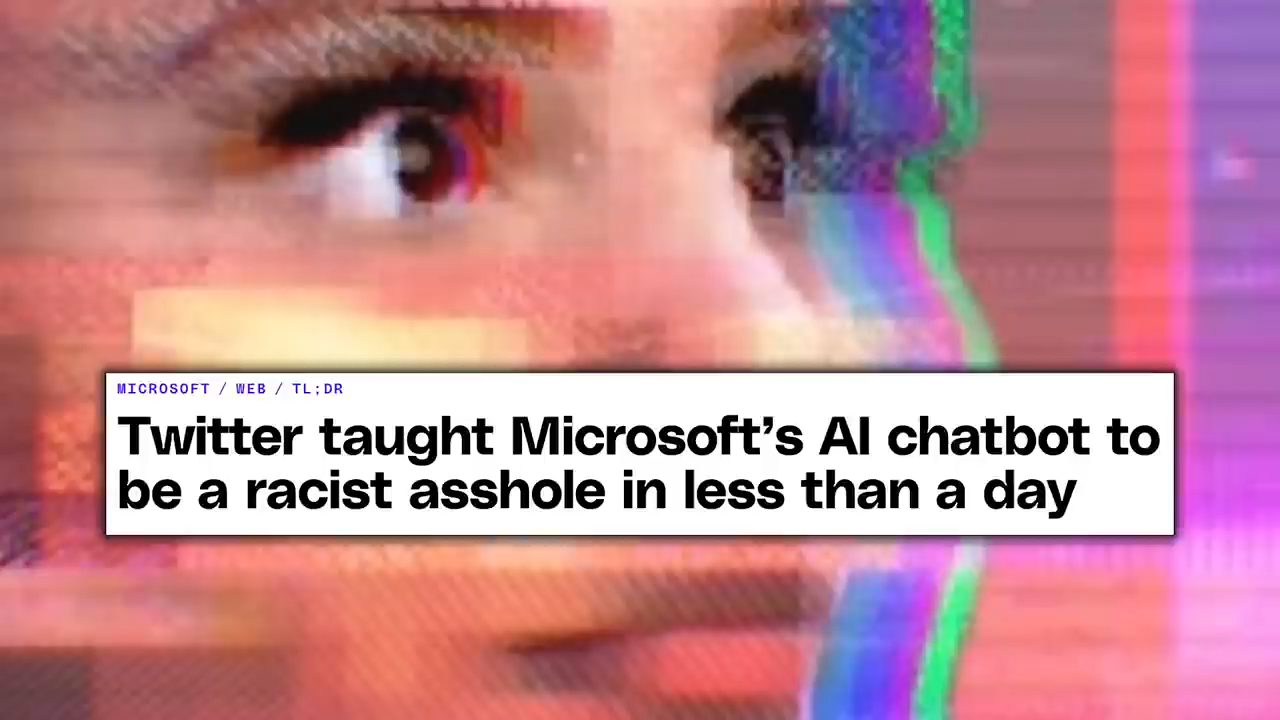 MICROSOFT / WEB / TL;DR
Twitter taught Microsoft’s AI chatbot to
be a racist asshole in less than a day